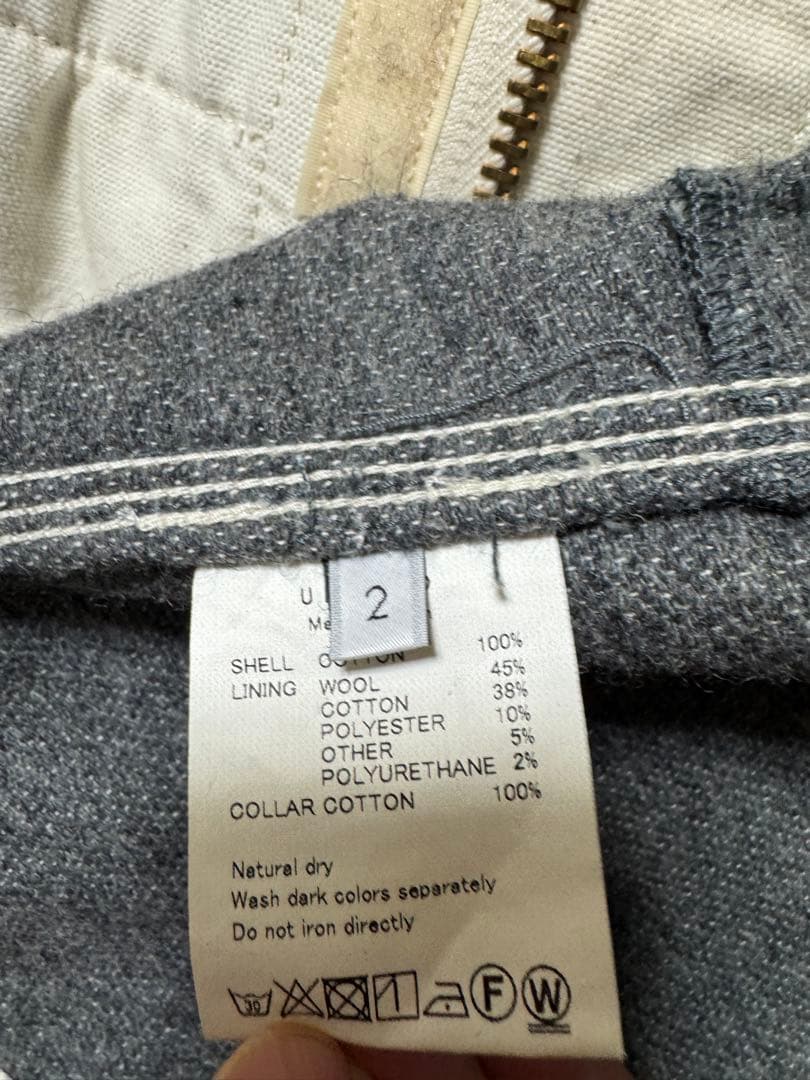 2
SHELL COTTON 100%
LINING WOOL 45%
COTTON 38%
POLYESTER 10%
OTHER 5%
POLYURETHANE 2%
COLLAR COTTON 100%
Natural dry
Wash dark colors separately
Do not iron directly
30 F W